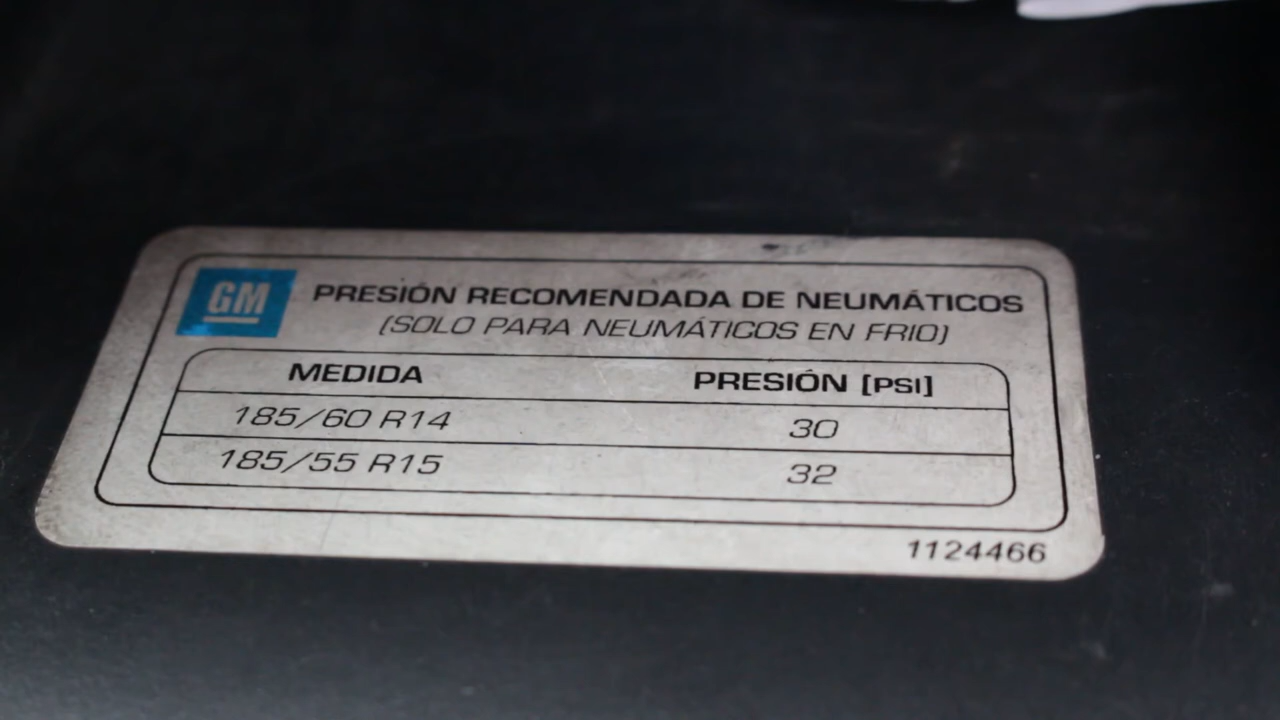 GM
PRESIÓN RECOMENDADA DE NEUMÁTICOS
(SOLO PARA NEUMÁTICOS EN FRIO)
MEDIDA PRESIÓN [PSI]
185/60 R14 30
185/55 R15 32
1124466